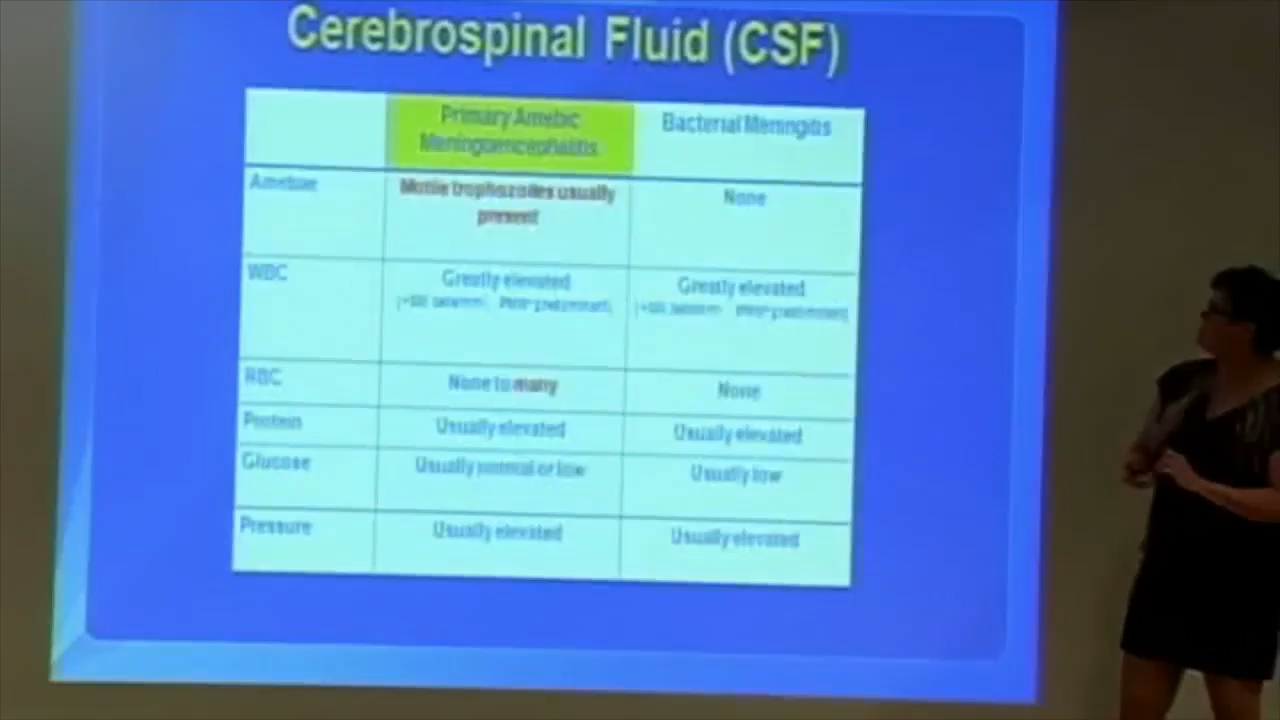 Cerebrospinal Fluid (CSF)
Primary Amebic
Meningoencephalitis
Bacterial Meningitis
Amebae
Motile trophozoites usually
present
None
WBC
Greatly elevated
Greatly elevated
RBC
None to many
None
Protein
Usually elevated
Usually elevated
Glucose
Usually normal or low
Usually low
Pressure
Usually elevated
Usually elevated